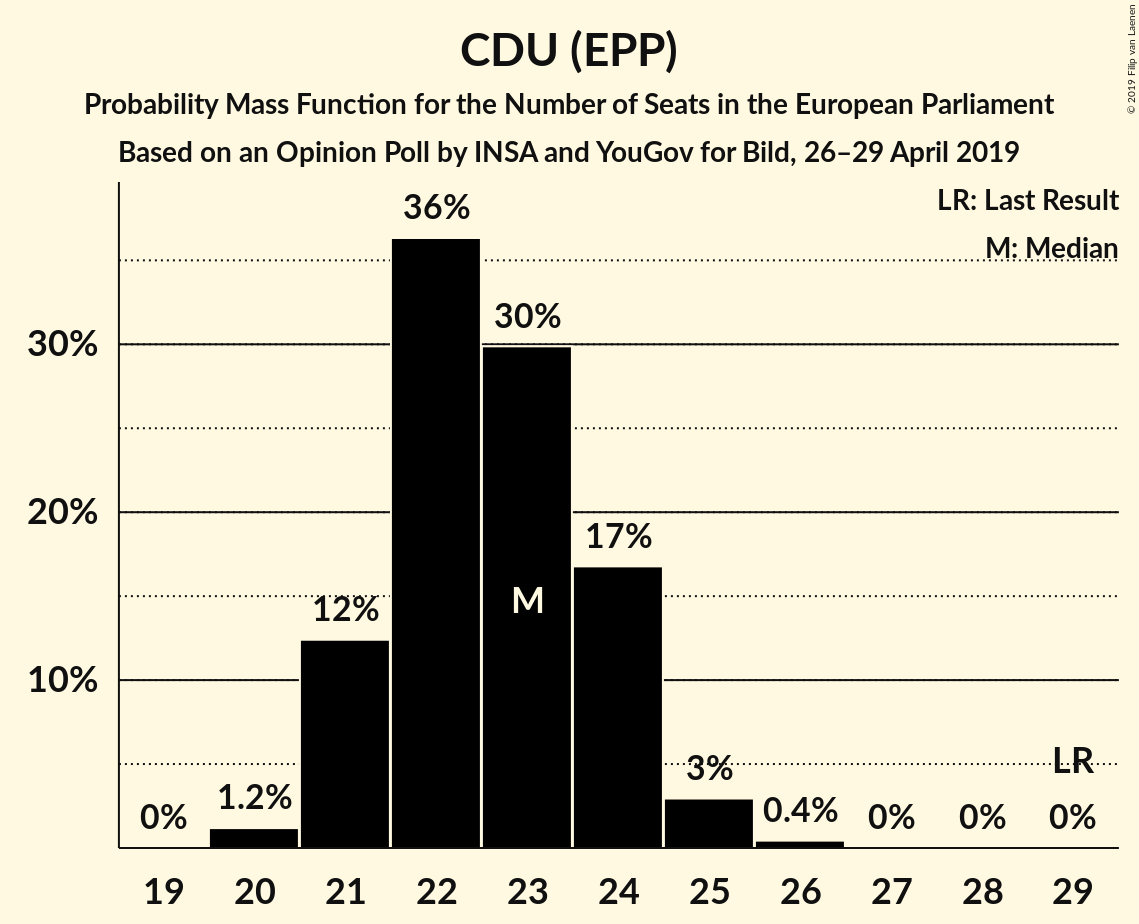 CDU (EPP)
Probability Mass Function for the Number of Seats in the European Parliament
Based on an Opinion Poll by INSA and YouGov for Bild, 26–29 April 2019
© 2019 Filip van Laenen
LR: Last Result
M: Median
30%
20%
10%
0%
1.2%
12%
36%
30%
M
17%
3%
0.4%
0%
0%
LR
0%
19 20 21 22 23 24 25 26 27 28 29